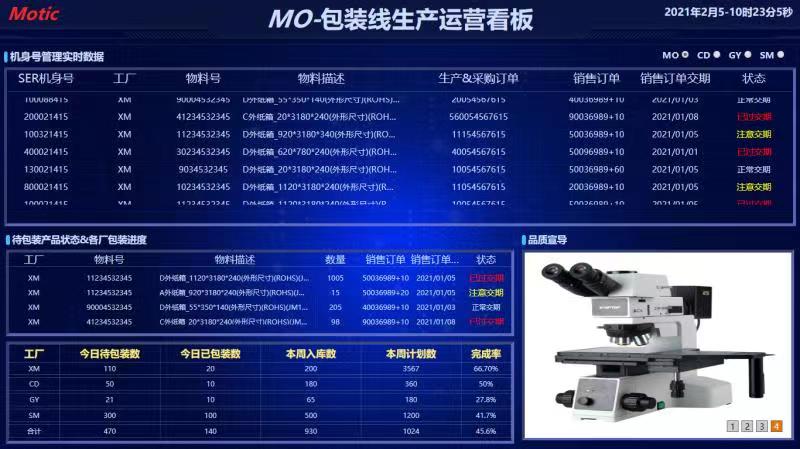 Motic
MO-包装线生产运营看板
2021年2月5-10时23分5秒
机身号管理实时数据
MO CD GY SM
SER机身号 工厂 物料号 物料描述 生产&采购订单 销售订单 销售订单交期 状态
100088415 XM 90004532345 D外纸箱_55*350*140(外形尺寸)(ROHS)... 20054567615 40036989+10 2021/01/03 正常交期
200021415 XM 41234532345 C外纸箱_20*3180*240(外形尺寸)(ROH... 560054567615 90036989+10 2021/01/08 已过交期
100321415 XM 11234532345 D外纸箱_920*3180*340(外形尺寸)(ROH... 11154567615 50036989+10 2021/01/05 注意交期
400021415 XM 30234532345 D外纸箱_620*780*240(外形尺寸)(ROH... 40054567615 50096989+10 2021/01/01 已过交期
130021415 XM 9034532345 D外纸箱_20*3180*240(外形尺寸)(ROH... 10054567615 50036989+60 2021/01/05 正常交期
800021415 XM 10234532345 D外纸箱_1120*3180*240(外形尺寸)(ROH... 11054567615 20036989+10 2021/01/05 注意交期
100021415 XM 11234532345 D外纸箱_1120*3180*240(外形尺寸)(ROH... 10054567615 50036989+10 2021/01/05 已过交期
待包装产品状态&各厂包装进度
工厂 物料号 物料描述 数量 销售订单 销售订单... 状态
XM 11234532345 D外纸箱_1120*3180*240(外形尺寸)(ROHS)(J... 1005 50036989+10 2021/01/05 已过交期
XM 11234532345 A外纸箱_920*3180*240(外形尺寸)(ROHS)(J... 15 50036989+20 2021/01/05 注意交期
XM 90004532345 D外纸箱_55*350*140(外形尺寸)(ROHS)(JM1... 205 40036989+10 2021/01/03 正常交期
XM 41234532345 C外纸箱_20*3180*240(外形尺寸)(ROHS)(JM... 98 90036989+10 2021/01/08 已过交期
工厂 今日待包装数 今日已包装数 本周入库数 本周计划数 完成率
XM 110 20 200 3567 66.70%
CD 50 10 180 360 50%
GY 21 10 65 180 27.8%
SM 300 100 500 1200 41.7%
合计 470 140 930 1024 45.6%
品质宣导
1 2 3 4